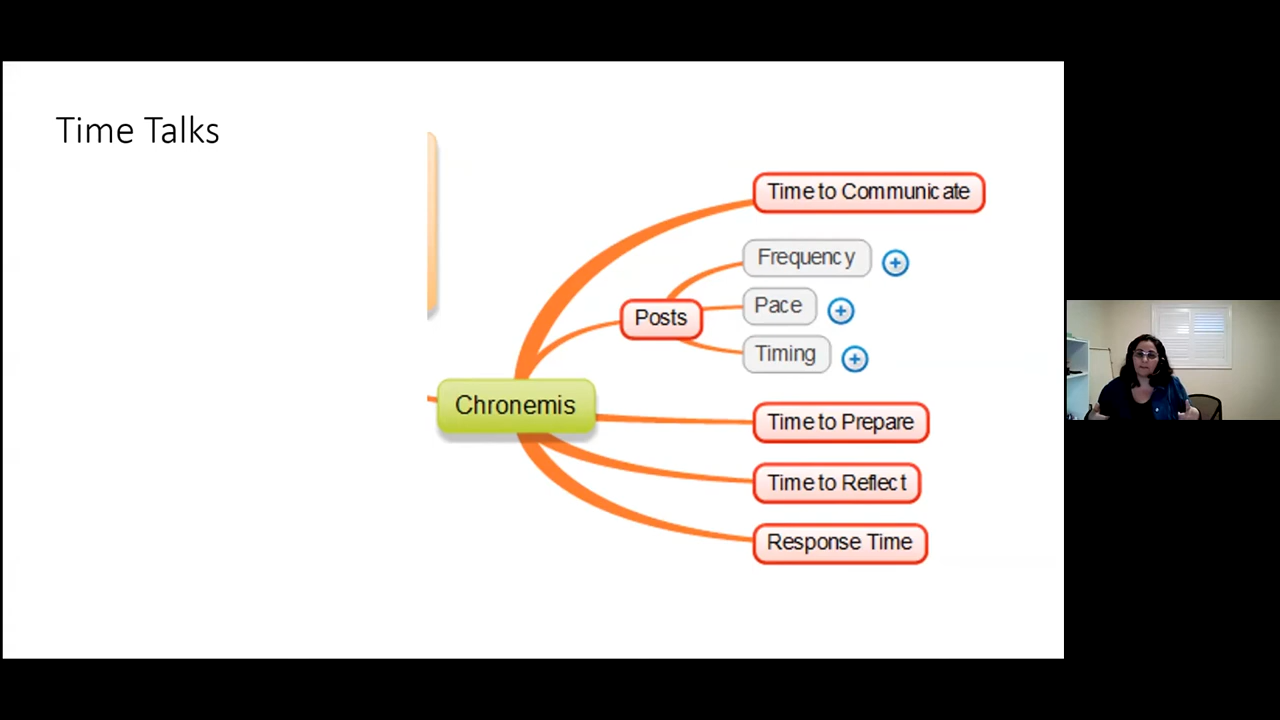 Time Talks
Time to Communicate
Frequency
Posts
Pace
Timing
Chronemis
Time to Prepare
Time to Reflect
Response Time